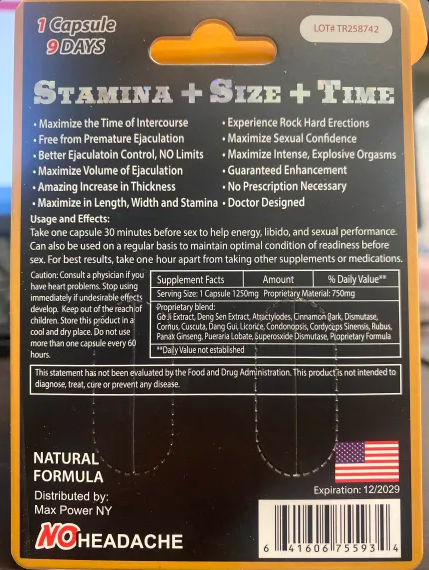 1 Capsule
9 DAYS
LOT# TR258742
STAMINA + SIZE + TIME
• Maximize the Time of Intercourse
• Free from Premature Ejaculation
• Better Ejaculatoin Control, NO Limits
• Maximize Volume of Ejaculation
• Amazing Increase in Thickness
• Maximize in Length, Width and Stamina
• Experience Rock Hard Erections
• Maximize Sexual Confidence
• Maximize Intense, Explosive Orgasms
• Guaranteed Enhancement
• No Prescription Necessary
• Doctor Designed
Usage and Effects:
Take one capsule 30 minutes before sex to help energy, libido, and sexual performance.
Can also be used on a regular basis to maintain optimal condition of readiness before
sex. For best results, take one hour apart from taking other supplements or medications.
Caution: Consult a physician if you
have heart problems. Stop using
immediately if undesirable effects
develop. Keep out of the reach of
children. Store this product in a
cool and dry place. Do not use
more than one capsule every 60
hours.
Supplement Facts Amount % Daily Value**
Serving Size: 1 Capsule 1250mg Proprietary Material: 750mg
Proprietary blend:
Goji Extract, Deng Sen Extract, Atractylodes, Cinnamon Bark, Dismutase,
Corrus, Cuscuta, Dang Gui, Licorice, Condonopsis, Cordyceps Sinensis, Rubus,
Panax Ginseng, Pueraria Lobate, Superoxide Dismutase, Proprietary Formula
**Daily Value not established
This statement has not been evaluated by the Food and Drug Administration. This product is not intended to
diagnose, treat, cure or prevent any disease.
NATURAL
FORMULA
Distributed by:
Max Power NY
NO HEADACHE
Expiration: 12/2029
6 41606 75593 4